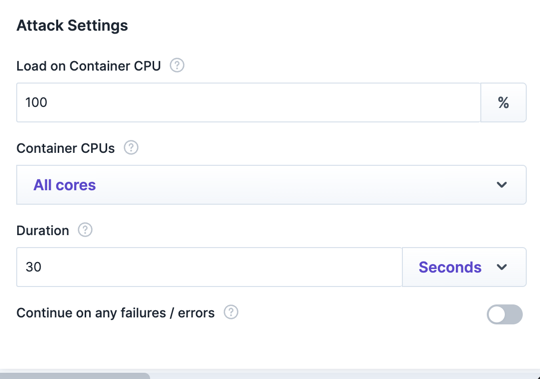 Attack Settings
Load on Container CPU ?
100 %
Container CPUs ?
All cores
Duration ?
30 Seconds
Continue on any failures / errors ?